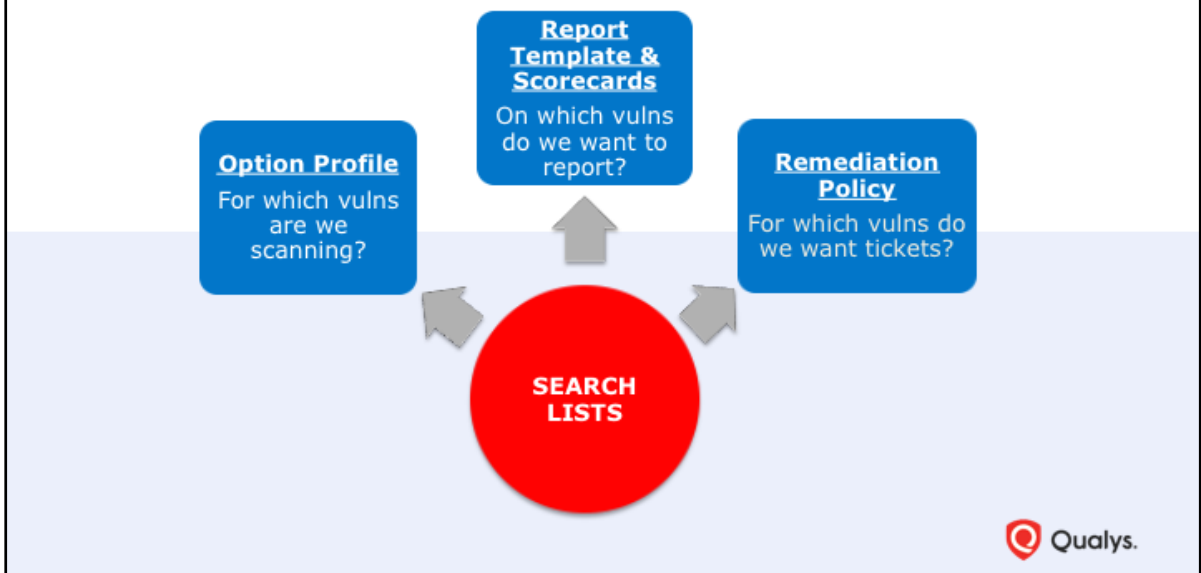 Report
Template &
Scorecards
On which vulns
do we want to
report?
Option Profile
For which vulns
are we
scanning?
Remediation
Policy
For which vulns do
we want tickets?
SEARCH
LISTS
Qualys.